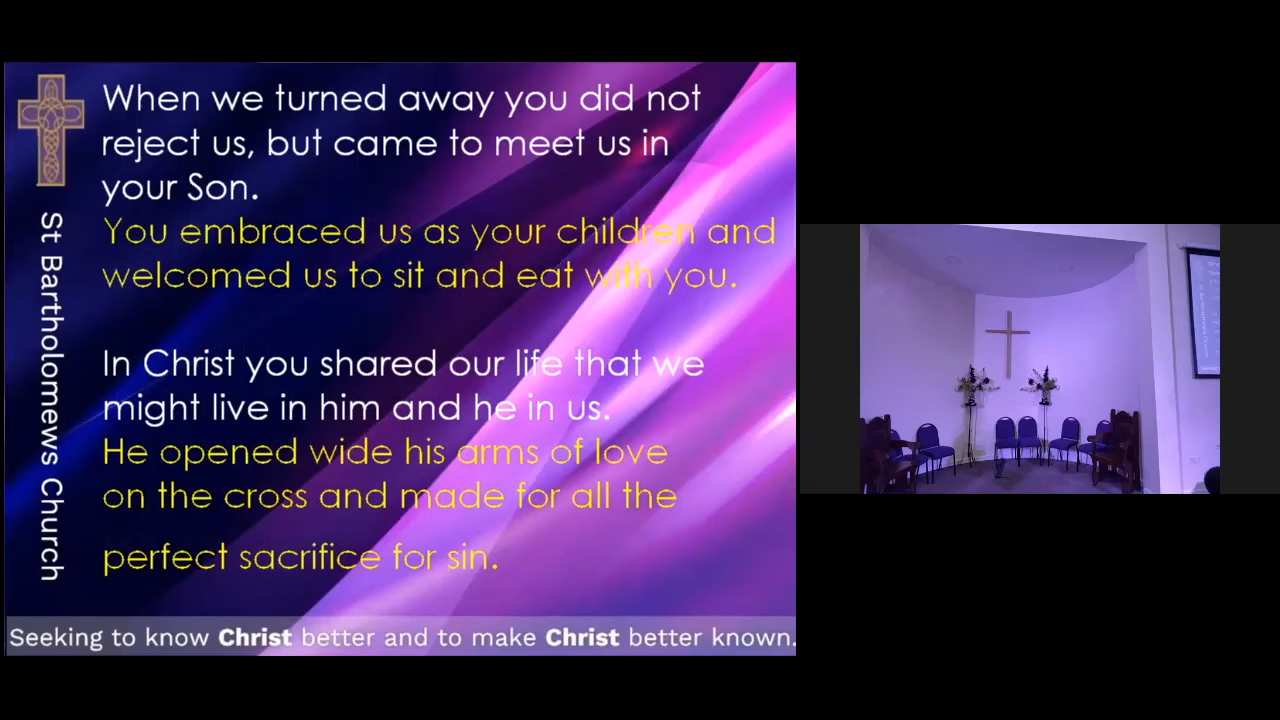 When we turned away you did not
reject us, but came to meet us in
your Son.
You embraced us as your children and
welcomed us to sit and eat with you.
In Christ you shared our life that we
might live in him and he in us.
He opened wide his arms of love
on the cross and made for all the
perfect sacrifice for sin.
St Bartholomews Church
Seeking to know Christ better and to make Christ better known.